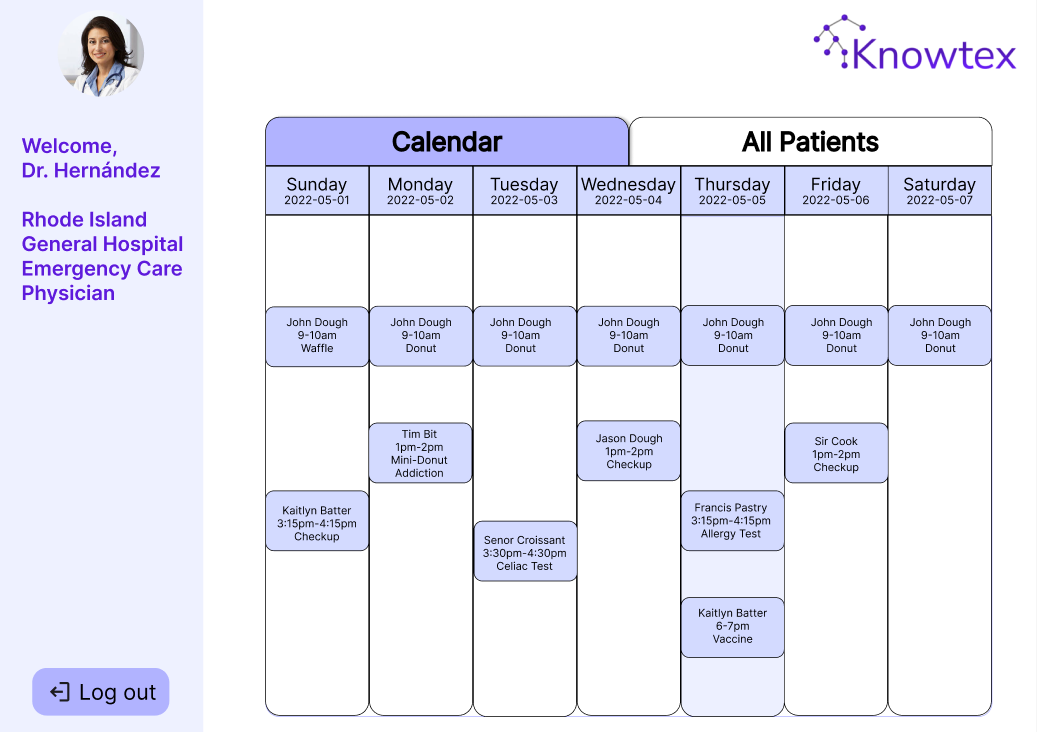 Knowtex
Welcome,
Dr. Hernández
Rhode Island
General Hospital
Emergency Care
Physician
Log out
Calendar
All Patients
Sunday
2022-05-01
Monday
2022-05-02
Tuesday
2022-05-03
Wednesday
2022-05-04
Thursday
2022-05-05
Friday
2022-05-06
Saturday
2022-05-07
John Dough
9-10am
Waffle
John Dough
9-10am
Donut
John Dough
9-10am
Donut
John Dough
9-10am
Donut
John Dough
9-10am
Donut
John Dough
9-10am
Donut
John Dough
9-10am
Donut
Tim Bit
1pm-2pm
Mini-Donut
Addiction
Jason Dough
1pm-2pm
Checkup
Sir Cook
1pm-2pm
Checkup
Kaitlyn Batter
3:15pm-4:15pm
Checkup
Senor Croissant
3:30pm-4:30pm
Celiac Test
Francis Pastry
3:15pm-4:15pm
Allergy Test
Kaitlyn Batter
6-7pm
Vaccine